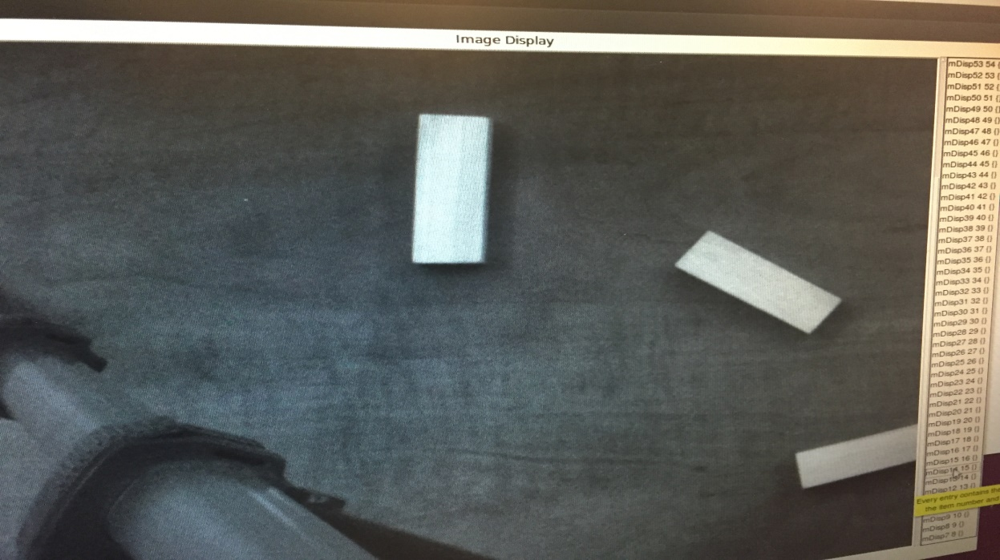 Image Display
mDisp53 54 {
mDisp52 53 {
mDisp51 52 {
mDisp50 51 {
mDisp49 50 {}
mDisp48 49 {}
mDisp47 48 {}
mDisp46 47 {}
mDisp45 46 {}
mDisp44 45 {}
mDisp43 44 {}
mDisp42 43 {}
mDisp41 42 {}
mDisp40 41 {}
mDisp39 40 {}
mDisp38 39 {}
mDisp37 38 {}
mDisp36 37 {}
mDisp35 36 {}
mDisp34 35 {}
mDisp33 34 {}
mDisp32 33 {}
mDisp31 32 {}
mDisp30 31 {}
mDisp29 30 {}
mDisp28 29 {}
mDisp27 28 {}
mDisp26 27 {}
mDisp25 26 {}
mDisp24 25 {}
mDisp23 24 {}
mDisp22 23 {}
mDisp21 22 {}
mDisp20 21 {}
mDisp19 20 {}
mDisp18 19 {}
mDisp17 18 {}
mDisp16 17 {}
mDisp15 16 {}
mDisp14 15 {}
mDisp13 14 {}
mDisp12 13 {}
Every entry contains the
the item number and
mDisp9 10 {}
mDisp8 9 {}
mDisp7 8 {}